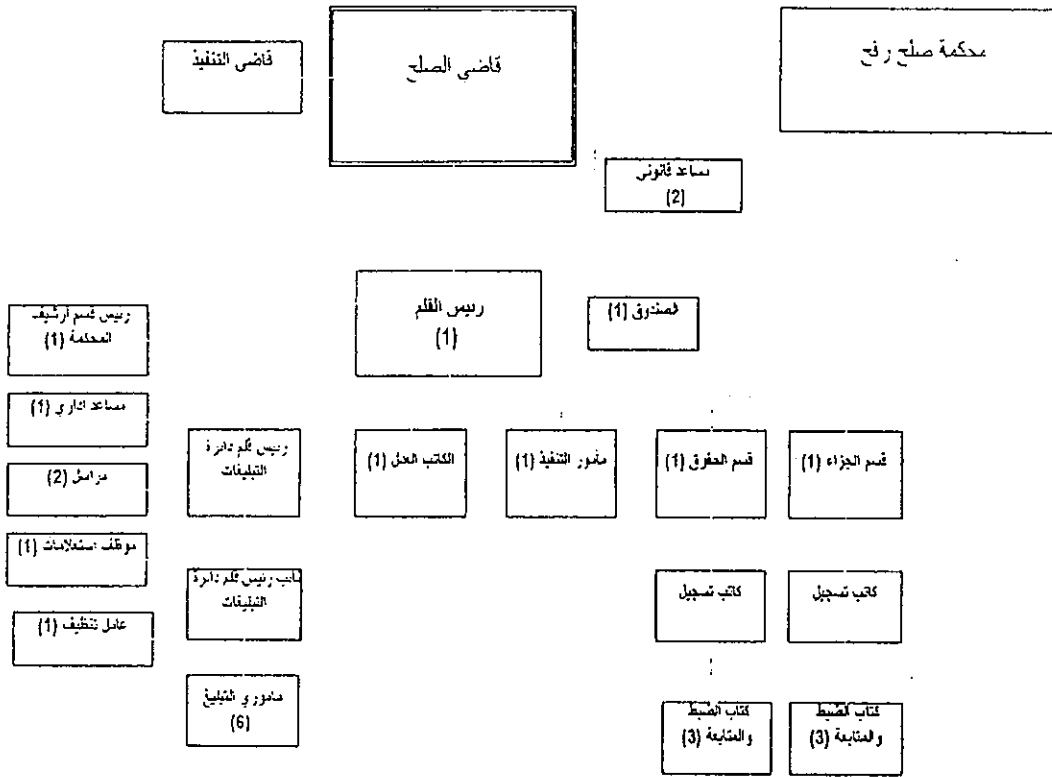 محكمة صلح رفح
قاضي الصلح
قاضي التنفيذ
مساعد قانوني
(2)
رئيس القلم
(1)
الصندوق (1)
رئيس قسم أرشيف
المحكمة (1)
مساعد اداري (1)
مراسل (2)
موظف استعلامات (1)
عامل تنظيف (1)
قسم الجزاء (1)
قسم الحقوق (1)
مأمور التنفيذ (1)
الكاتب العدل (1)
رئيس قلم دائرة
التبليغات
كاتب تسجيل
كاتب تسجيل
نائب رئيس قلم دائرة
التبليغات
كتاب الضبط
والمتابعة (3)
كتاب الضبط
والمتابعة (3)
مأموري التبليغ
(6)